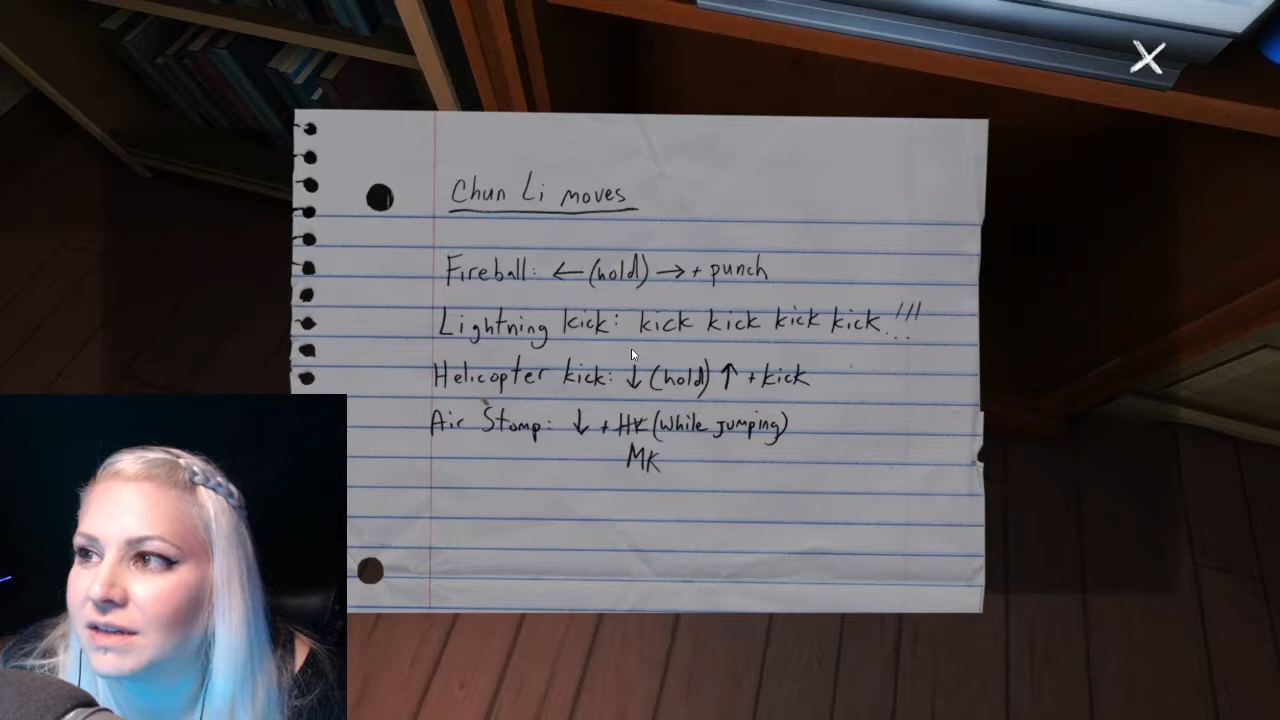 Chun Li moves
Fireball: ← (hold) → + punch
Lightning kick: kick kick kick kick!!!
Helicopter kick: ↓ (hold) ↑ + kick
Air Stomp: ↓ + HK (while jumping)
MK